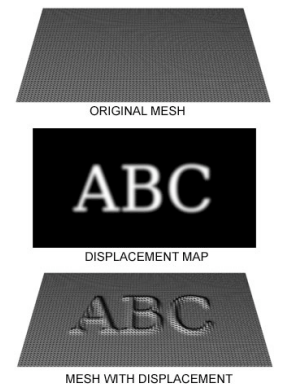 ORIGINAL MESH
ABC
DISPLACEMENT MAP
ABC
MESH WITH DISPLACEMENT